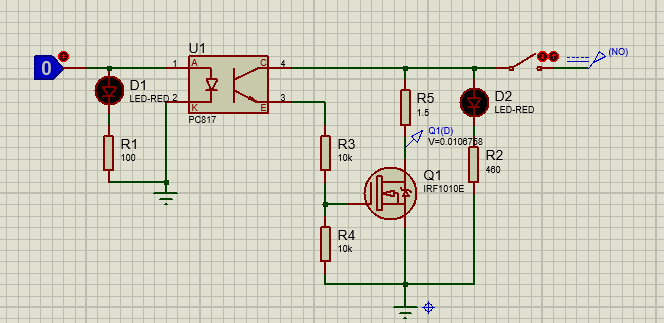 U1
(NO)
0
1
A
C
4
D1
LED-RED
2
K
E
3
PC817
R5
1.5
D2
LED-RED
Q1(D)
V=0.0106758
R1
100
R3
10k
R2
460
Q1
IRF1010E
R4
10k